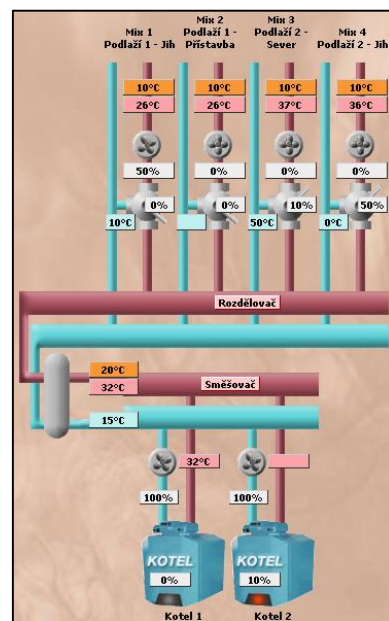 Mix 1
Podlaží 1 - Jih
Mix 2
Podlaží 1 -
Přístavba
Mix 3
Podlaží 2 -
Sever
Mix 4
Podlaží 2 - Jih
10°C
10°C
10°C
10°C
26°C
26°C
37°C
36°C
50%
0%
0%
0%
0%
0%
10%
50%
10°C
50°C
0°C
Rozdělovač
20°C
32°C
Směšovač
15°C
32°C
100%
100%
KOTEL
KOTEL
0%
10%
Kotel 1
Kotel 2